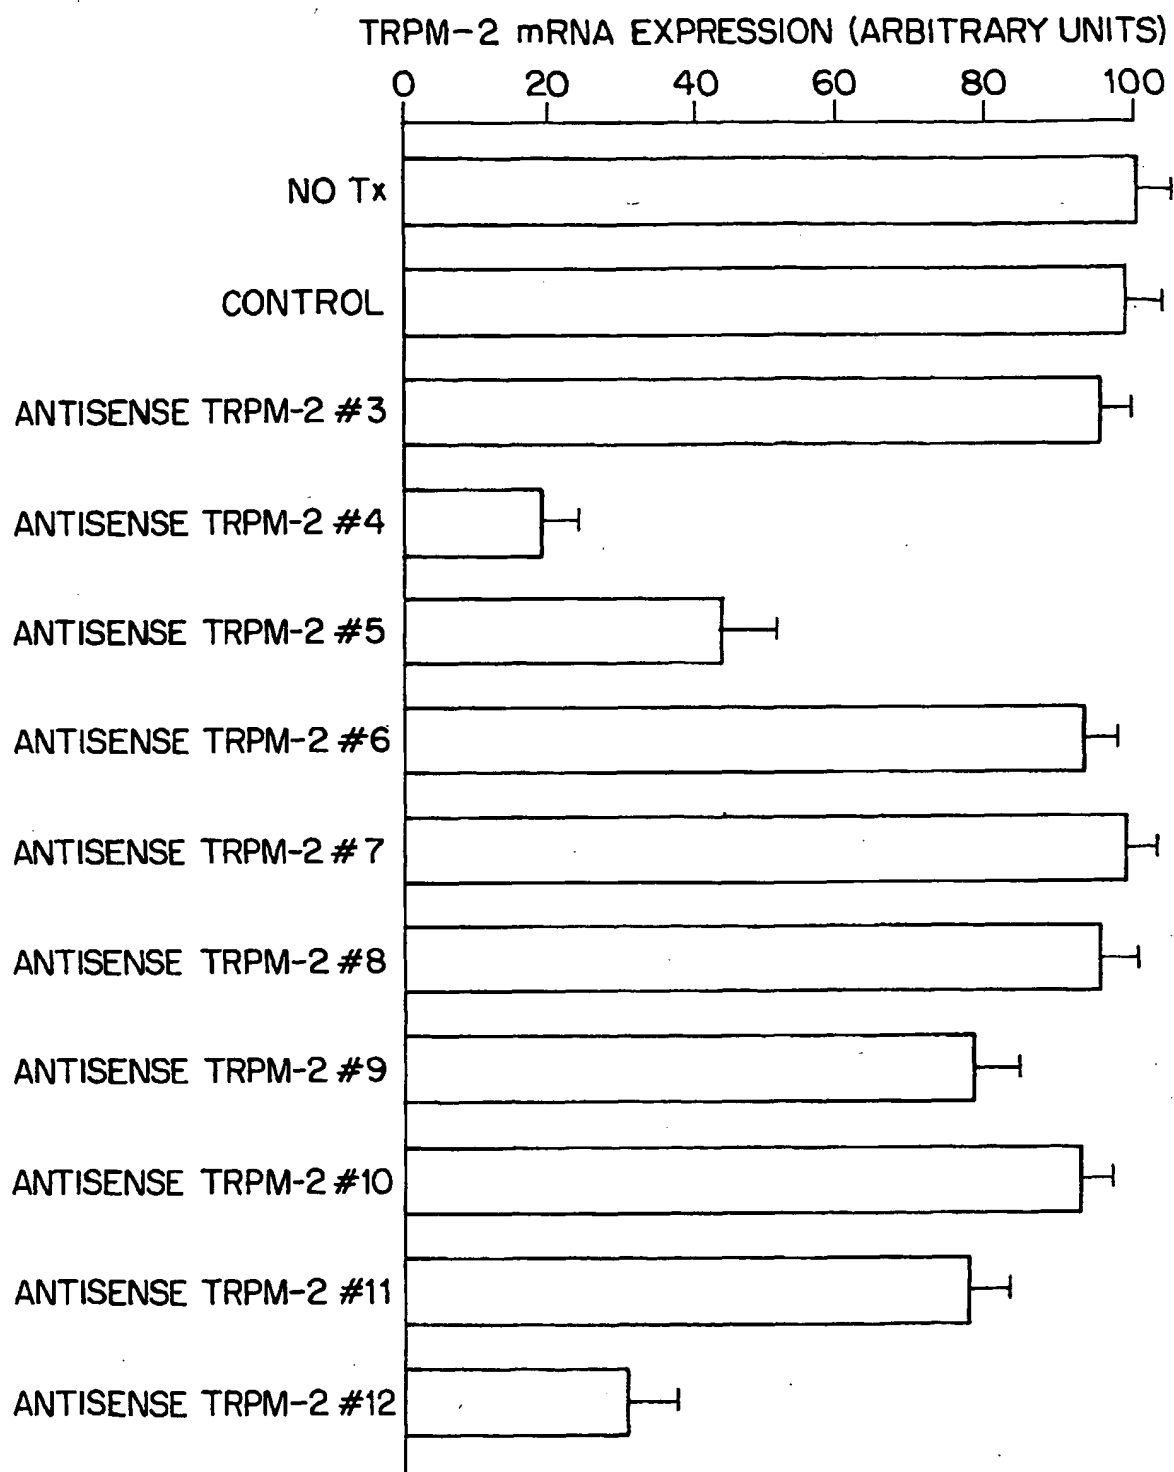 TRPM-2 mRNA EXPRESSION (ARBITRARY UNITS)
0 20 40 60 80 100
NO Tx
CONTROL
ANTISENSE TRPM-2 #3
ANTISENSE TRPM-2 #4
ANTISENSE TRPM-2 #5
ANTISENSE TRPM-2 #6
ANTISENSE TRPM-2 #7
ANTISENSE TRPM-2 #8
ANTISENSE TRPM-2 #9
ANTISENSE TRPM-2 #10
ANTISENSE TRPM-2 #11
ANTISENSE TRPM-2 #12